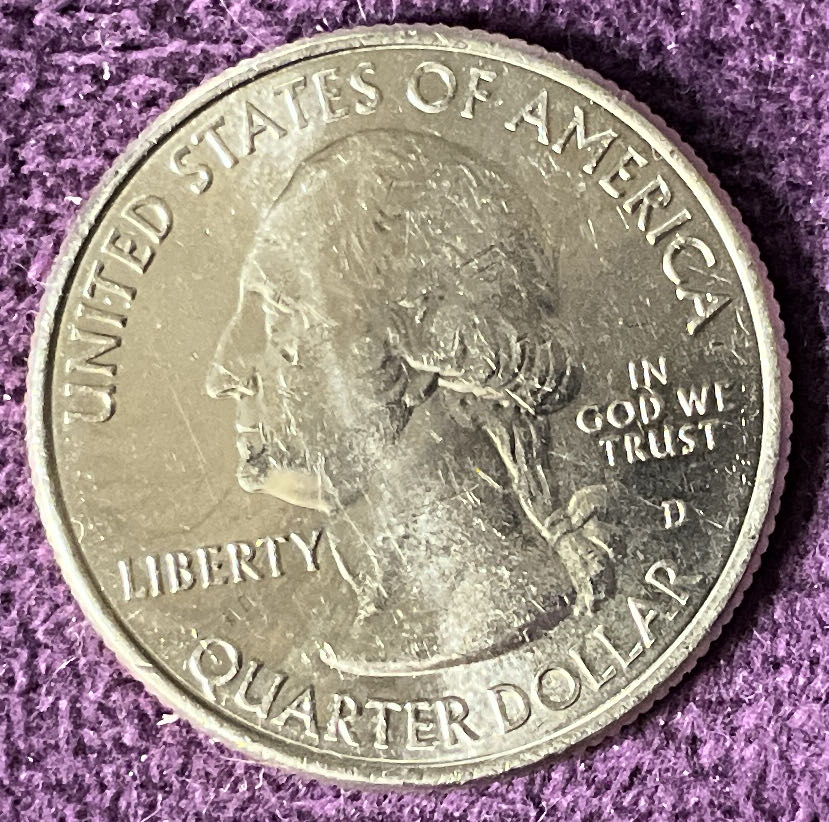 UNITED STATES OF AMERICA
IN
GOD WE
TRUST
D
LIBERTY
QUARTER DOLLAR